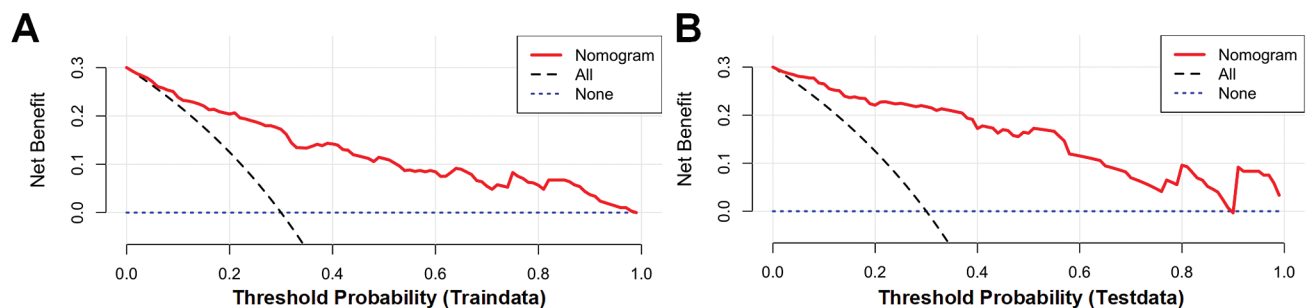 A
Net Benefit
0.3
0.2
0.1
0.0
Nomogram
All
None
0.0 0.2 0.4 0.6 0.8 1.0
Threshold Probability (Traindata)
B
Net Benefit
0.3
0.2
0.1
0.0
Nomogram
All
None
0.0 0.2 0.4 0.6 0.8 1.0
Threshold Probability (Testdata)